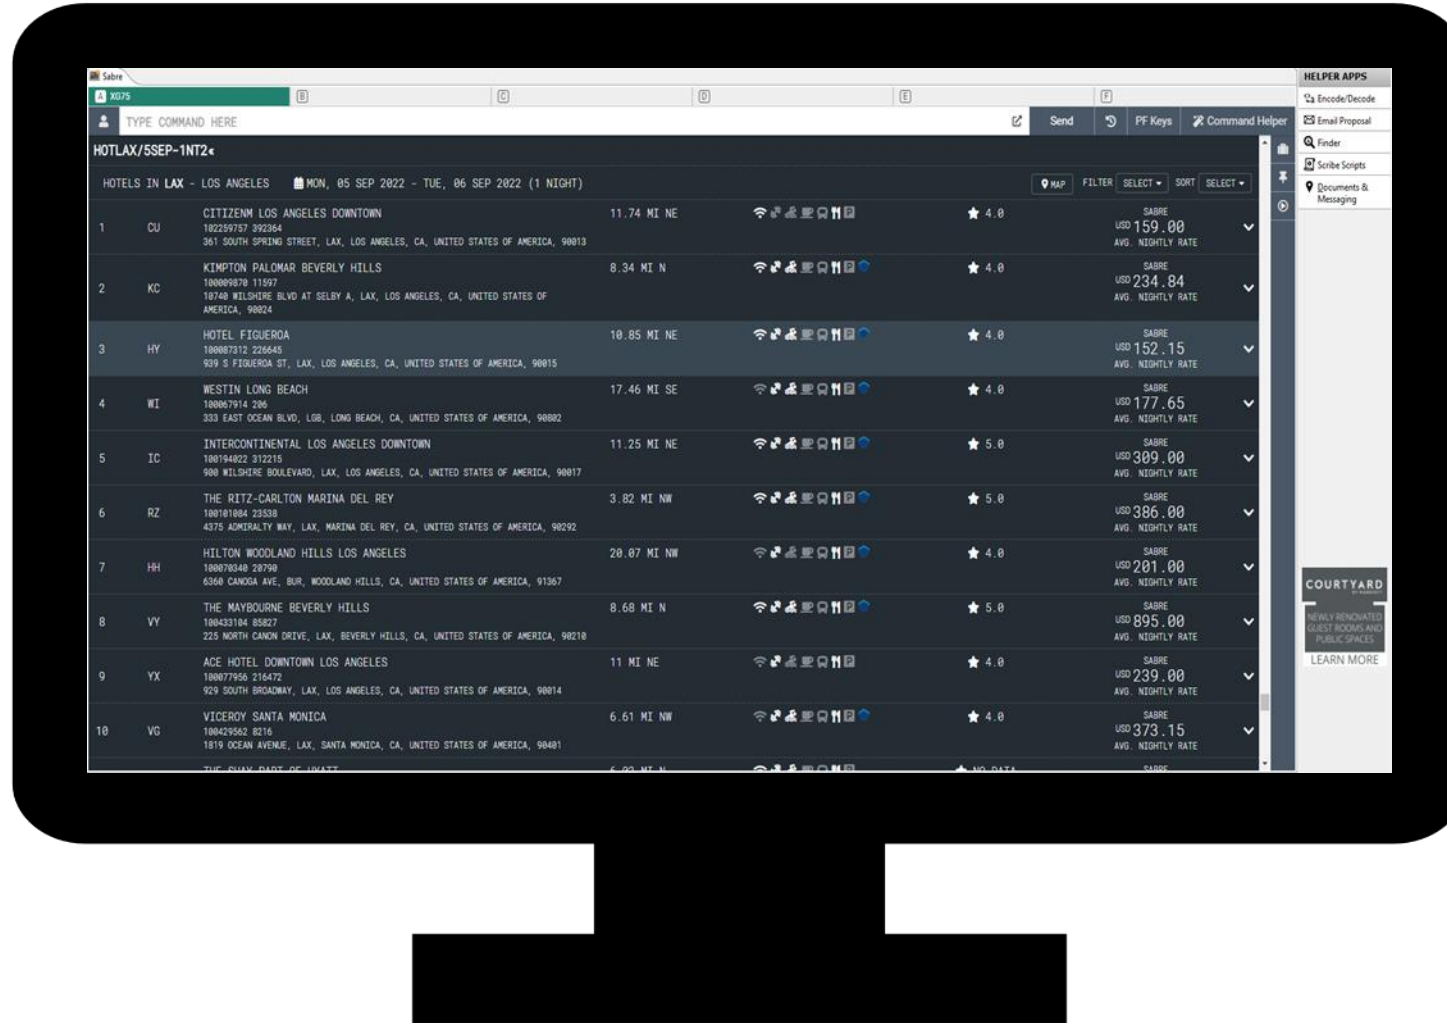 Sabre
HELPER APPS
A XG75
B
C
D
E
F
Encode/Decode
TYPE COMMAND HERE
Send
PF Keys
Command Helper
Email Proposal
Finder
HOTLAX/5SEP-1NT2«
Scribe Scripts
HOTELS IN LAX - LOS ANGELES MON, 05 SEP 2022 - TUE, 06 SEP 2022 (1 NIGHT)
MAP
FILTER SELECT
SORT SELECT
Documents &
Messaging
CITIZENM LOS ANGELES DOWNTOWN 11.74 MI NE 4.0 SABRE
1 CU 102259757 392364 USD 159.00
361 SOUTH SPRING STREET, LAX, LOS ANGELES, CA, UNITED STATES OF AMERICA, 90013 AVG. NIGHTLY RATE
KIMPTON PALOMAR BEVERLY HILLS 8.34 MI N 4.0 SABRE
2 KC 100009870 11597 USD 234.84
10740 WILSHIRE BLVD AT SELBY A, LAX, LOS ANGELES, CA, UNITED STATES OF AVG. NIGHTLY RATE
AMERICA, 90024
HOTEL FIGUEROA 10.85 MI NE 4.0 SABRE
3 HY 100087312 226645 USD 152.15
939 S FIGUEROA ST, LAX, LOS ANGELES, CA, UNITED STATES OF AMERICA, 90015 AVG. NIGHTLY RATE
WESTIN LONG BEACH 17.46 MI SE 4.0 SABRE
4 WI 100067914 206 USD 177.65
333 EAST OCEAN BLVD, LGB, LONG BEACH, CA, UNITED STATES OF AMERICA, 90802 AVG. NIGHTLY RATE
INTERCONTINENTAL LOS ANGELES DOWNTOWN 11.25 MI NE 5.0 SABRE
5 IC 100194022 312215 USD 309.00
900 WILSHIRE BOULEVARD, LAX, LOS ANGELES, CA, UNITED STATES OF AMERICA, 90017 AVG. NIGHTLY RATE
THE RITZ-CARLTON MARINA DEL REY 3.82 MI NW 5.0 SABRE
6 RZ 100101084 23538 USD 386.00
4375 ADMIRALTY WAY, LAX, MARINA DEL REY, CA, UNITED STATES OF AMERICA, 90292 AVG. NIGHTLY RATE
HILTON WOODLAND HILLS LOS ANGELES 20.07 MI NW 4.0 SABRE
7 HH 100070340 20790 USD 201.00
6360 CANOGA AVE, BUR, WOODLAND HILLS, CA, UNITED STATES OF AMERICA, 91367 AVG. NIGHTLY RATE
THE MAYBOURNE BEVERLY HILLS 8.68 MI N 5.0 SABRE
8 VY 100433104 85827 USD 895.00
225 NORTH CANON DRIVE, LAX, BEVERLY HILLS, CA, UNITED STATES OF AMERICA, 90210 AVG. NIGHTLY RATE
ACE HOTEL DOWNTOWN LOS ANGELES 11 MI NE 4.0 SABRE
9 YX 100077956 216472 USD 239.00
929 SOUTH BROADWAY, LAX, LOS ANGELES, CA, UNITED STATES OF AMERICA, 90014 AVG. NIGHTLY RATE
VICEROY SANTA MONICA 6.61 MI NW 4.0 SABRE
10 VG 100429562 8216 USD 373.15
1819 OCEAN AVENUE, LAX, SANTA MONICA, CA, UNITED STATES OF AMERICA, 90401 AVG. NIGHTLY RATE
COURTYARD
NEWLY RENOVATED
GUEST ROOMS AND
PUBLIC SPACES
LEARN MORE